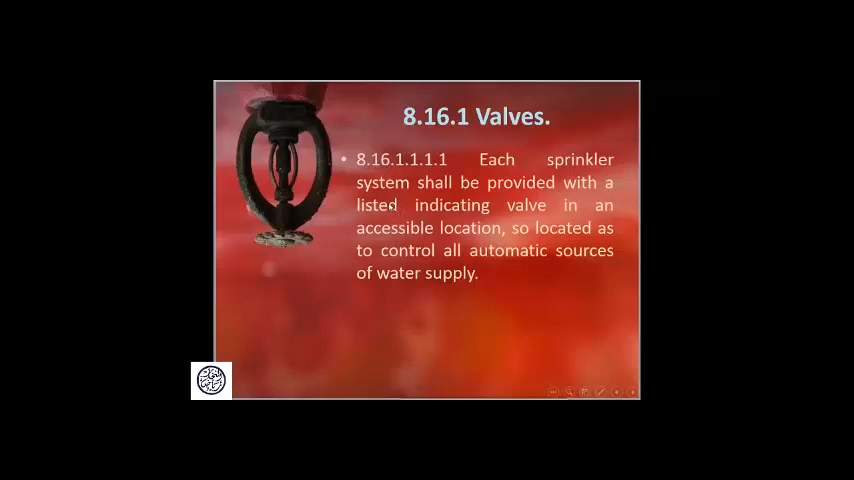 8.16.1 Valves.
• 8.16.1.1.1.1 Each sprinkler
system shall be provided with a
listed indicating valve in an
accessible location, so located as
to control all automatic sources
of water supply.